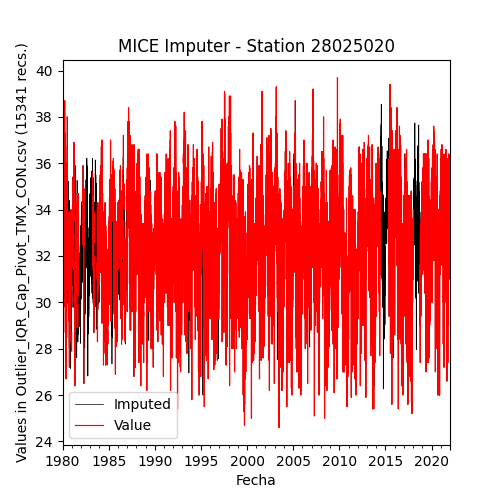 MICE Imputer - Station 28025020
Values in Outlier_IQR_Cap_Pivot_TMX_CON.csv (15341 recs.)
40
38
36
34
32
30
28
26
24
Imputed
Value
1980 1985 1990 1995 2000 2005 2010 2015 2020
Fecha